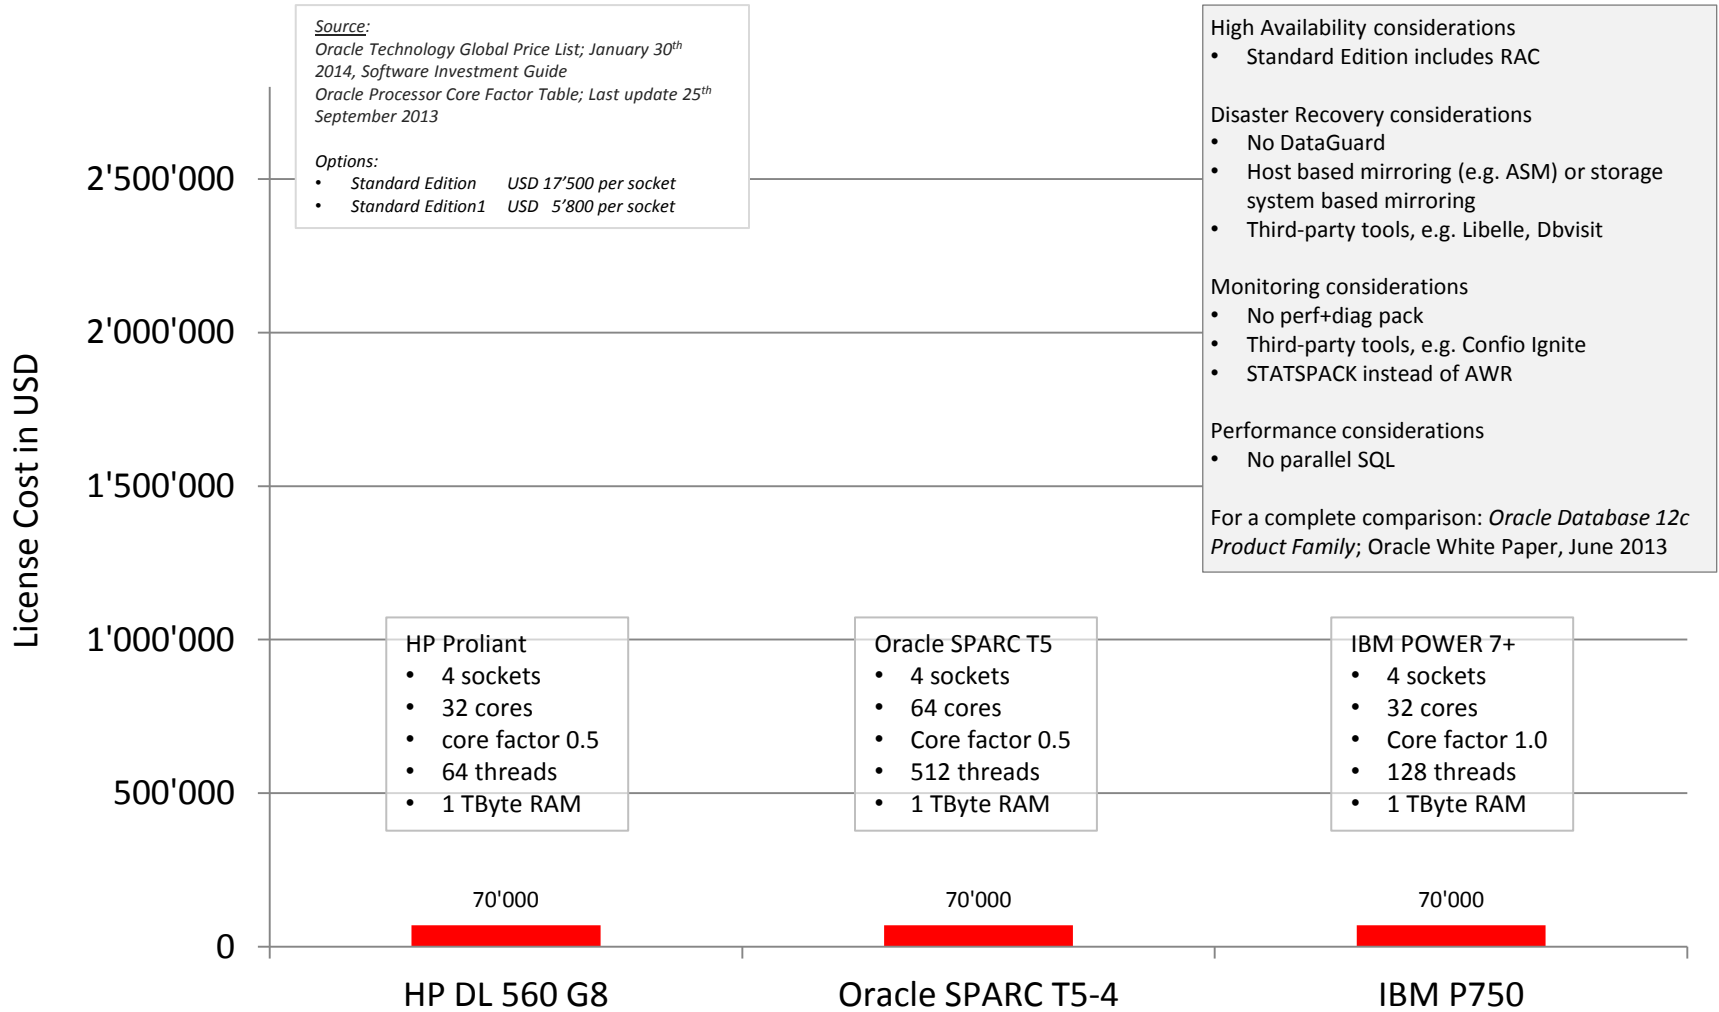 Source:
Oracle Technology Global Price List; January 30th
2014, Software Investment Guide
Oracle Processor Core Factor Table; Last update 25th
September 2013
Options:
• Standard Edition USD 17’500 per socket
• Standard Edition1 USD 5’800 per socket
High Availability considerations
• Standard Edition includes RAC
Disaster Recovery considerations
• No DataGuard
• Host based mirroring (e.g. ASM) or storage
system based mirroring
• Third-party tools, e.g. Libelle, Dbvisit
Monitoring considerations
• No perf+diag pack
• Third-party tools, e.g. Confio Ignite
• STATSPACK instead of AWR
Performance considerations
• No parallel SQL
For a complete comparison: Oracle Database 12c
Product Family; Oracle White Paper, June 2013
License Cost in USD
2'500'000
2'000'000
1'500'000
1'000'000
500'000
0
HP Proliant
• 4 sockets
• 32 cores
• core factor 0.5
• 64 threads
• 1 TByte RAM
Oracle SPARC T5
• 4 sockets
• 64 cores
• Core factor 0.5
• 512 threads
• 1 TByte RAM
IBM POWER 7+
• 4 sockets
• 32 cores
• Core factor 1.0
• 128 threads
• 1 TByte RAM
70'000
70'000
70'000
HP DL 560 G8
Oracle SPARC T5-4
IBM P750